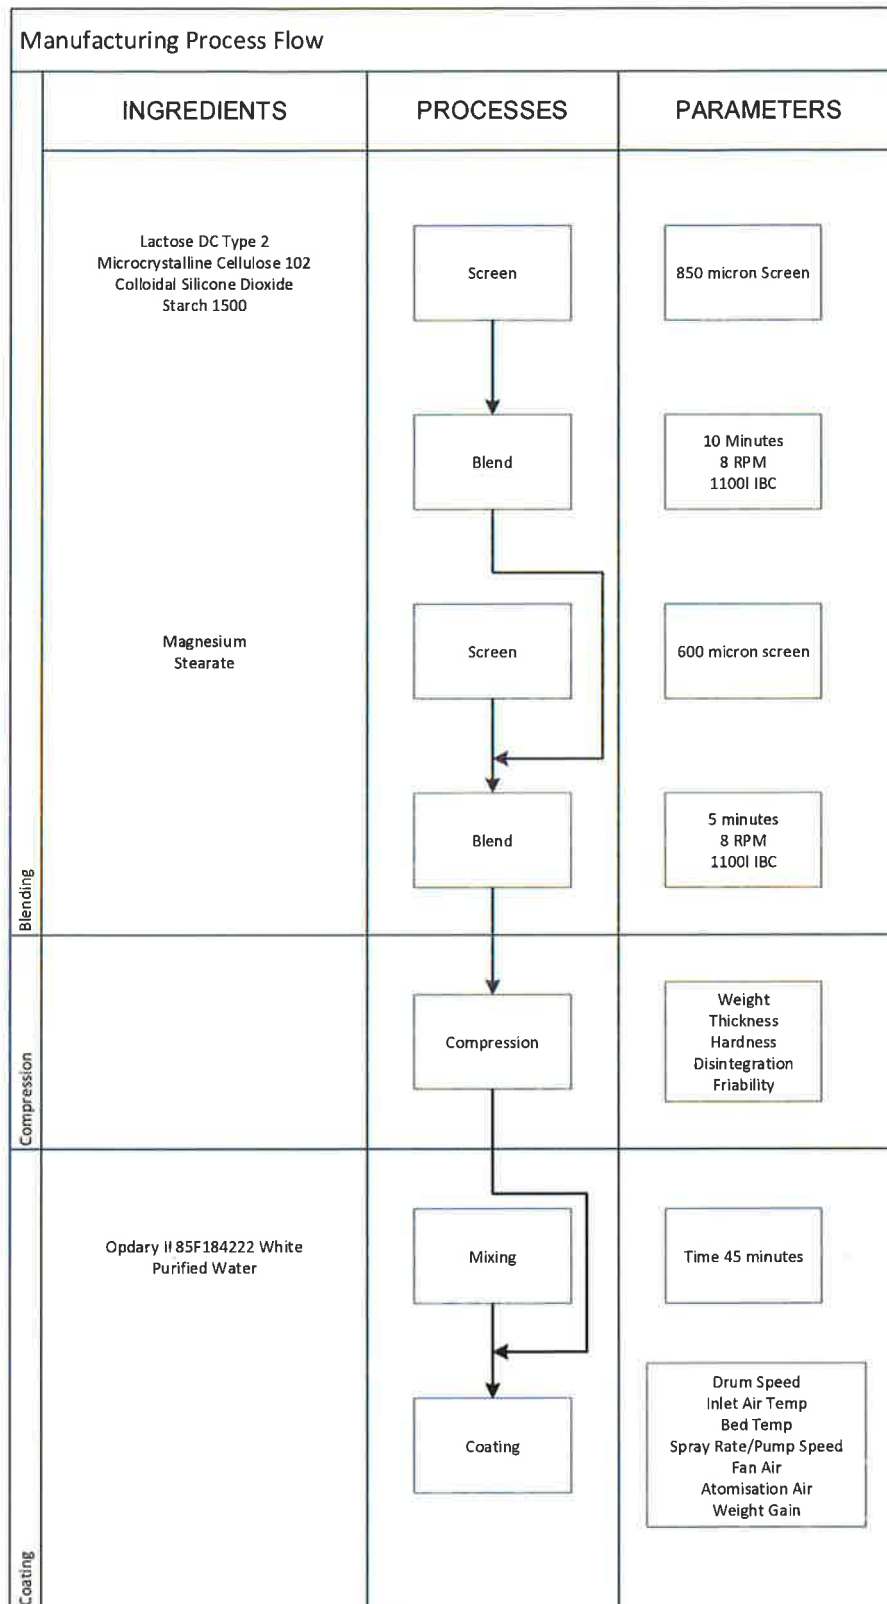 Manufacturing Process Flow
INGREDIENTS
PROCESSES
PARAMETERS
Lactose DC Type 2
Microcrystalline Cellulose 102
Colloidal Silicone Dioxide
Starch 1500
Screen
850 micron Screen
Blend
10 Minutes
8 RPM
1100l IBC
Magnesium
Stearate
Screen
600 micron screen
Blend
5 minutes
8 RPM
1100l IBC
Blending
Compression
Weight
Thickness
Hardness
Disintegration
Friability
Compression
Opdary II 85F184222 White
Purified Water
Mixing
Time 45 minutes
Coating
Drum Speed
Inlet Air Temp
Bed Temp
Spray Rate/Pump Speed
Fan Air
Atomisation Air
Weight Gain
Coating